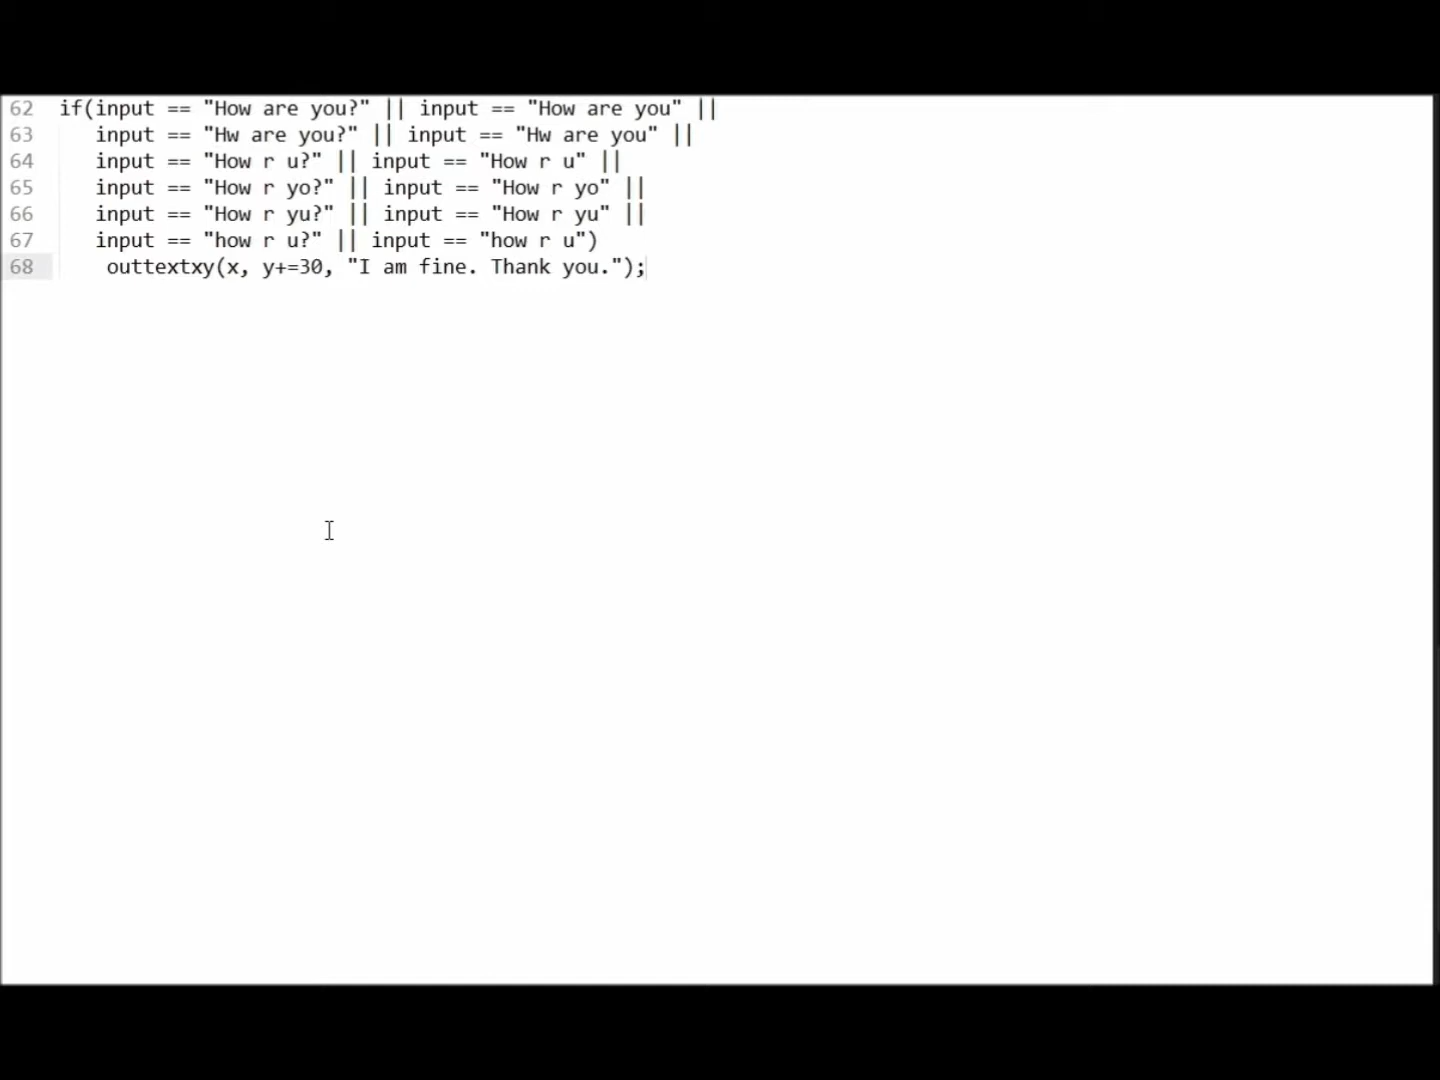 62 if(input == "How are you?" || input == "How are you" ||
63 input == "Hw are you?" || input == "Hw are you" ||
64 input == "How r u?" || input == "How r u" ||
65 input == "How r yo?" || input == "How r yo" ||
66 input == "How r yu?" || input == "How r yu" ||
67 input == "how r u?" || input == "how r u")
68 outtextxy(x, y+=30, "I am fine. Thank you.");